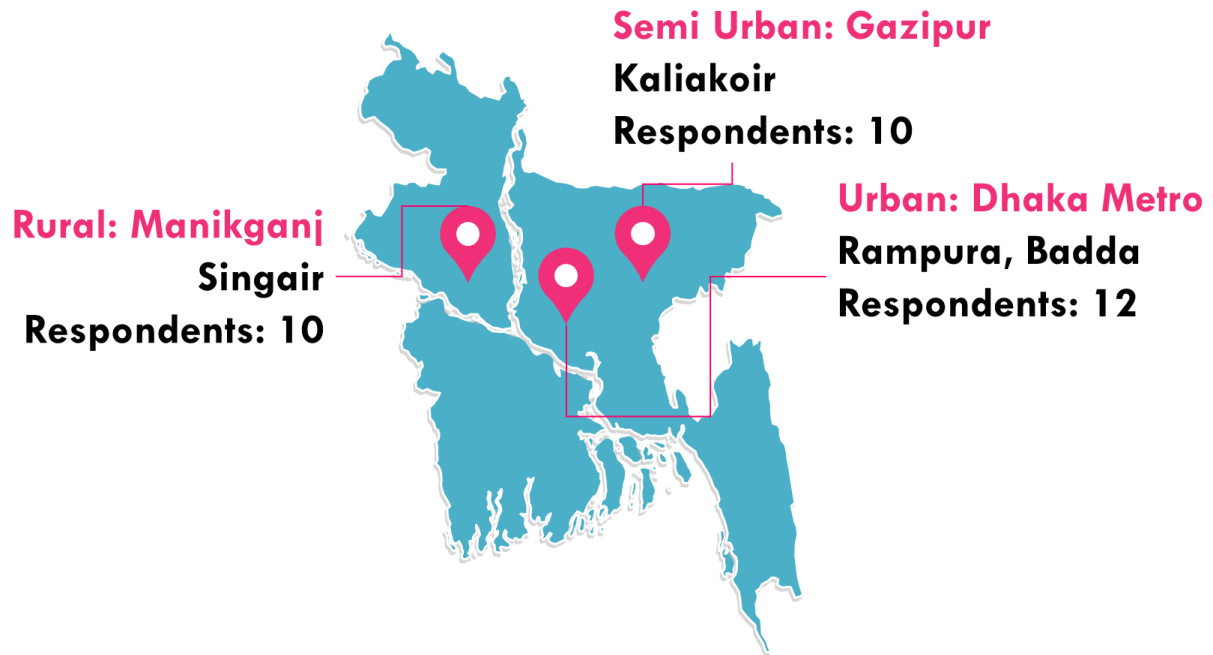 Semi Urban: Gazipur
Kaliakoir
Respondents: 10
Urban: Dhaka Metro
Rampura, Badda
Respondents: 12
Rural: Manikganj
Singair
Respondents: 10